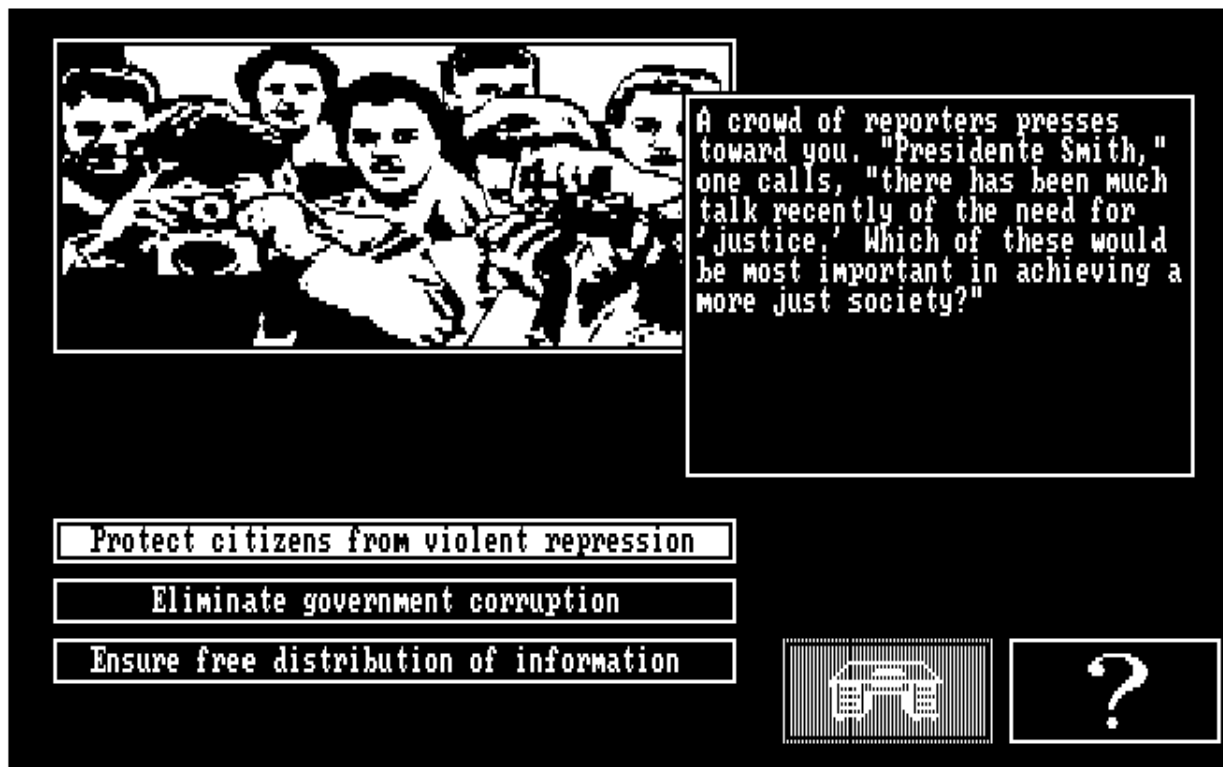 A crowd of reporters presses
toward you. "Presidente Smith,"
one calls, "there has been much
talk recently of the need for
'justice.' Which of these would
be most important in achieving a
more just society?"
Protect citizens from violent repression
Eliminate government corruption
Ensure free distribution of information
?